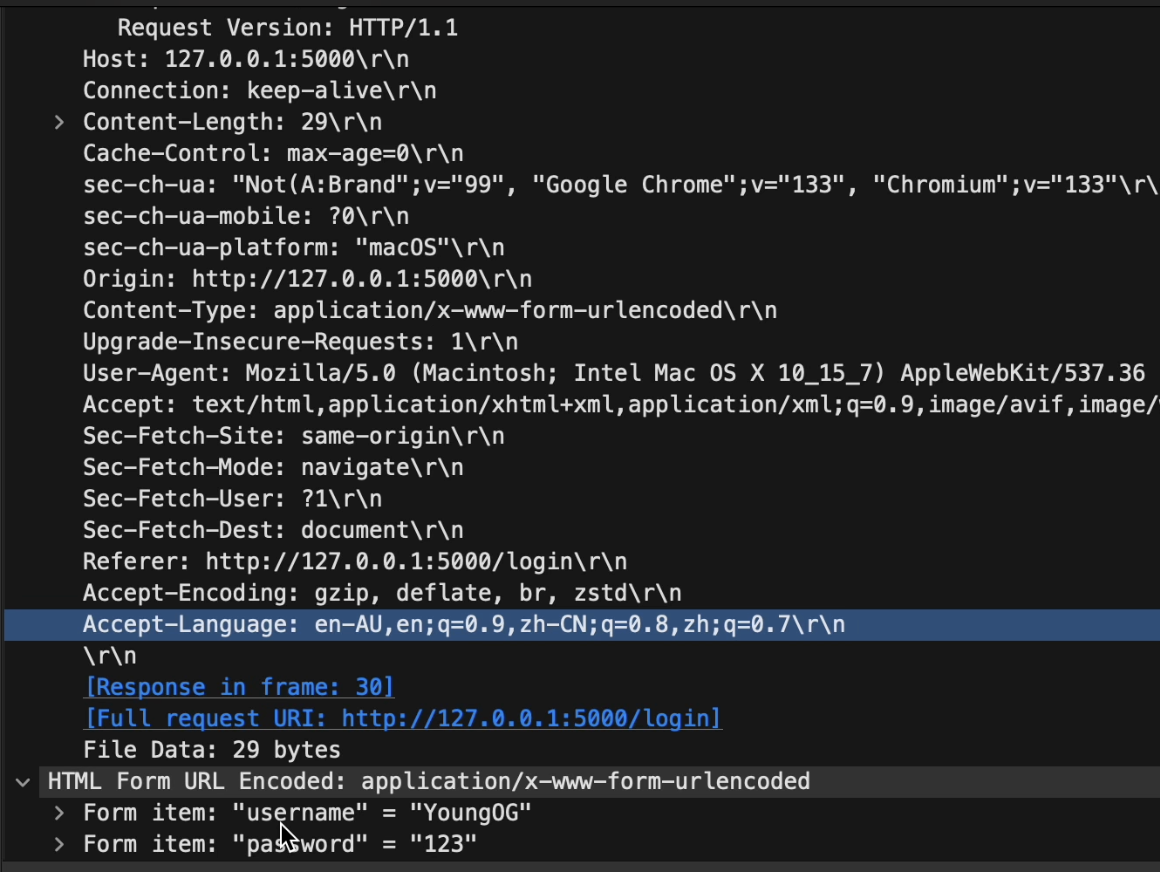 Request Version: HTTP/1.1
Host: 127.0.0.1:5000\r\n
Connection: keep-alive\r\n
Content-Length: 29\r\n
Cache-Control: max-age=0\r\n
sec-ch-ua: "Not(A:Brand";v="99", "Google Chrome";v="133", "Chromium";v="133"\r\
sec-ch-ua-mobile: ?0\r\n
sec-ch-ua-platform: "macOS"\r\n
Origin: http://127.0.0.1:5000\r\n
Content-Type: application/x-www-form-urlencoded\r\n
Upgrade-Insecure-Requests: 1\r\n
User-Agent: Mozilla/5.0 (Macintosh; Intel Mac OS X 10_15_7) AppleWebKit/537.36
Accept: text/html,application/xhtml+xml,application/xml;q=0.9,image/avif,image/
Sec-Fetch-Site: same-origin\r\n
Sec-Fetch-Mode: navigate\r\n
Sec-Fetch-User: ?1\r\n
Sec-Fetch-Dest: document\r\n
Referer: http://127.0.0.1:5000/login\r\n
Accept-Encoding: gzip, deflate, br, zstd\r\n
Accept-Language: en-AU,en;q=0.9,zh-CN;q=0.8,zh;q=0.7\r\n
\r\n
[Response in frame: 30]
[Full request URI: http://127.0.0.1:5000/login]
File Data: 29 bytes
HTML Form URL Encoded: application/x-www-form-urlencoded
Form item: "username" = "YoungOG"
Form item: "password" = "123"